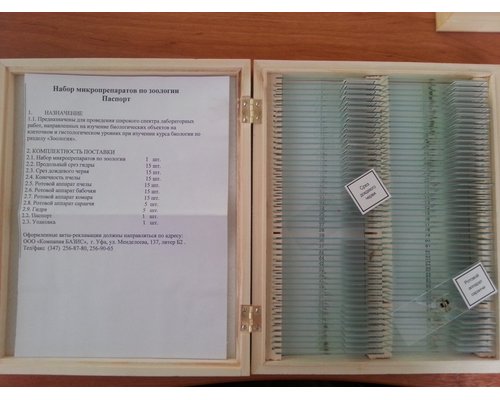 Набор микропрепаратов по зоологии
Паспорт
1. НАЗНАЧЕНИЕ
1.1. Предназначены для проведения широкого спектра лабораторных
работ, направленных на изучение биологических объектов на
клеточном и гистологическом уровнях при изучении курса биологии по
разделу «Зоология».
2. КОМПЛЕКТНОСТЬ ПОСТАВКИ
2.1. Набор микропрепаратов по зоологии 1 шт.
2.2. Продольный срез гидры 15 шт.
2.3. Срез дождевого червя 15 шт.
2.4. Конечность пчелы 15 шт.
2.5. Ротовой аппарат пчелы 15 шт.
2.6. Ротовой аппарат бабочки 15 шт.
2.7. Ротовой аппарат комара 15 шт.
2.8. Ротовой аппарат саранчи 5 шт.
2.9. Гидра 5 шт.
2.2. Паспорт 1 шт.
2.3. Упаковка 1 шт.
Оформленные акты-рекламации должны направляться по адресу:
ООО «Компания БАЗИС», г. Уфа, ул. Менделеева, 137, литер Б2 .
Тел/факс (347) 256-87-80, 256-90-65
Срез
дождевого
червя
Ротовой
аппарат
саранчи